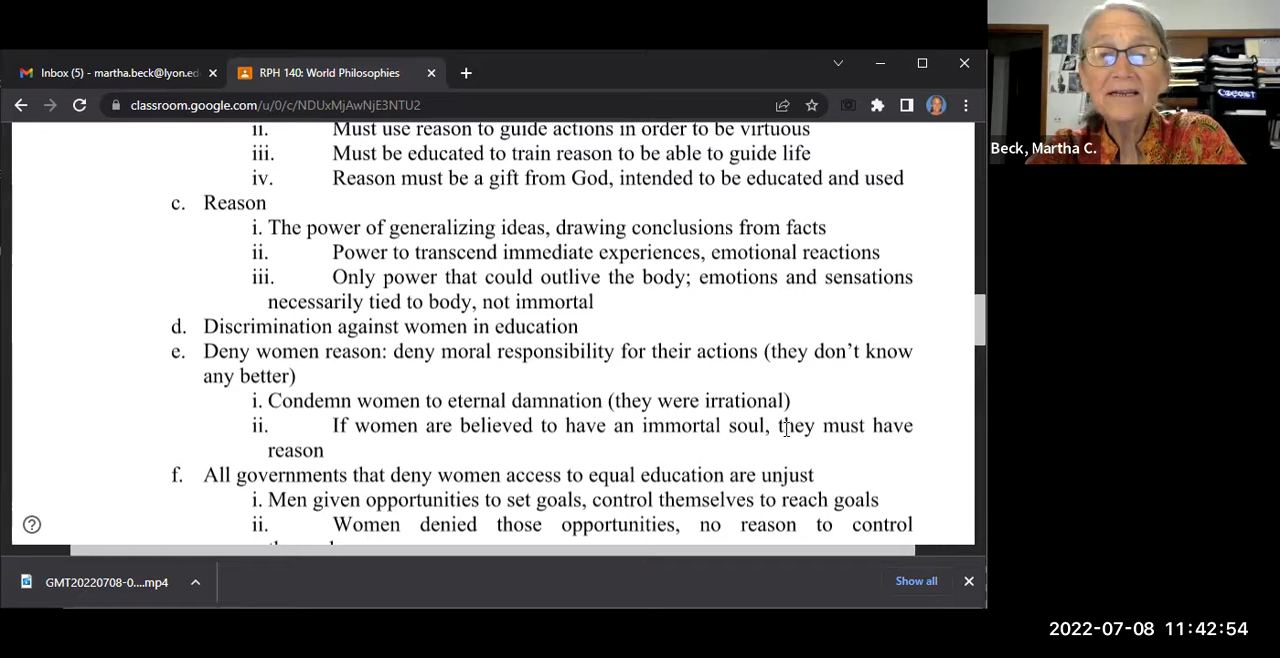 Inbox (5) - martha.beck@lyon.ed
RPH 140: World Philosophies
classroom.google.com/u/0/c/NDUxMjAwNjE3NTU2
ii. Must use reason to guide actions in order to be virtuous
iii. Must be educated to train reason to be able to guide life
iv. Reason must be a gift from God, intended to be educated and used
c. Reason
i. The power of generalizing ideas, drawing conclusions from facts
ii. Power to transcend immediate experiences, emotional reactions
iii. Only power that could outlive the body; emotions and sensations
necessarily tied to body, not immortal
d. Discrimination against women in education
e. Deny women reason: deny moral responsibility for their actions (they don't know
any better)
i. Condemn women to eternal damnation (they were irrational)
ii. If women are believed to have an immortal soul, they must have
reason
f. All governments that deny women access to equal education are unjust
i. Men given opportunities to set goals, control themselves to reach goals
ii. Women denied those opportunities, no reason to control
GMT20220708-0....mp4
Show all
COEXIST
Beck, Martha C.
2022-07-08 11:42:54